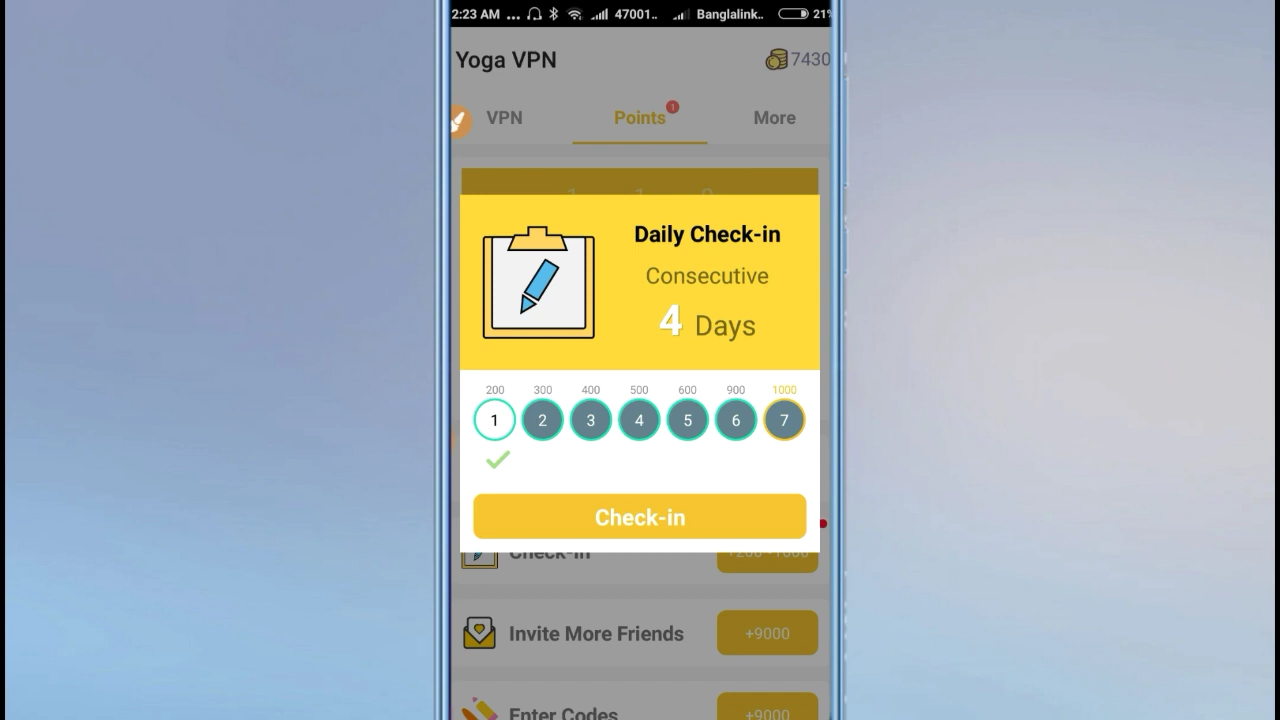 2:23 AM ... 47001.. Banglalink.. 21%
Yoga VPN 7430
VPN Points 1 More
Daily Check-in
Consecutive
4 Days
200 300 400 500 600 900 1000
1 2 3 4 5 6 7
Check-in
Check-in
Invite More Friends +9000
Enter Codes +9000